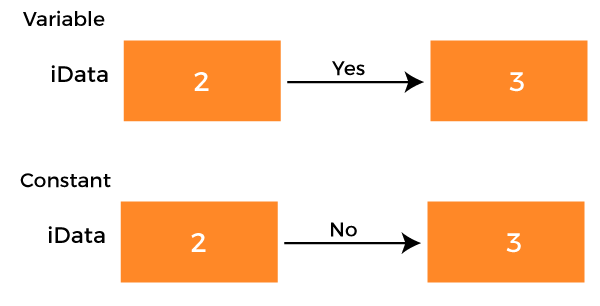 Variable
iData 2 Yes 3
Constant
iData 2 No 3